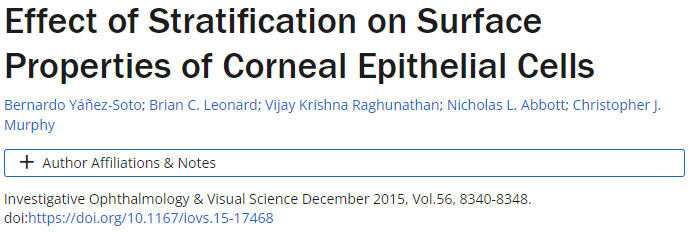 Effect of Stratification on Surface
Properties of Corneal Epithelial Cells
Bernardo Yáñez-Soto; Brian C. Leonard; Vijay Krishna Raghunathan; Nicholas L. Abbott; Christopher J.
Murphy
+ Author Affiliations & Notes
Investigative Ophthalmology & Visual Science December 2015, Vol.56, 8340-8348.
doi:https://doi.org/10.1167/iovs.15-17468